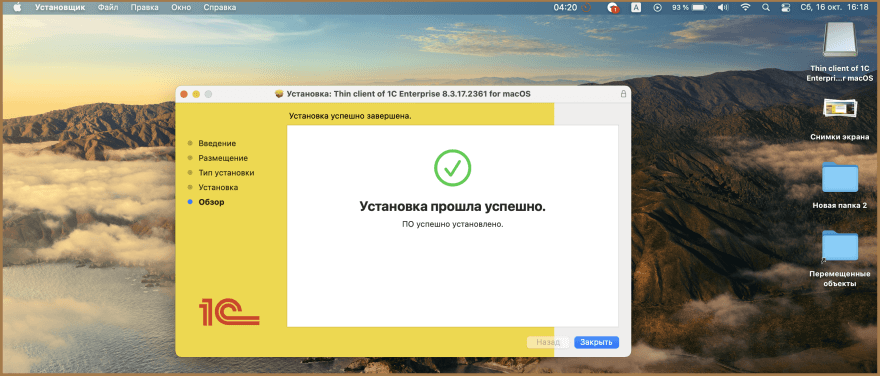 Установщик Файл Правка Окно Справка 04:20 1 A 93 % Сб, 16 окт. 16:18
Thin client of 1C
Enterpri...r macOS
Установка: Thin client of 1C Enterprise 8.3.17.2361 for macOS
Установка успешно завершена.
Снимки экрана
Введение
Размещение
Тип установки
Установка
Обзор
Установка прошла успешно.
ПО успешно установлено.
Новая папка 2
Перемещенные
объекты
1C
Назад
Закрыть